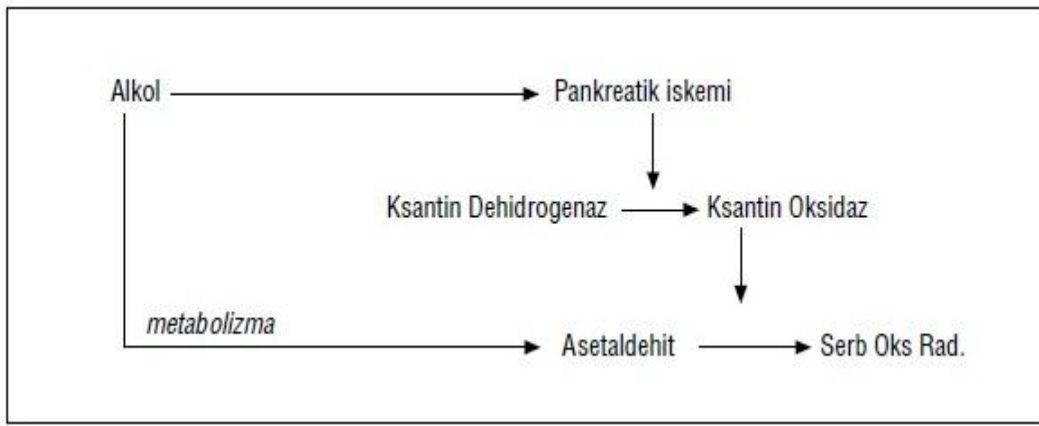 Alkol Pankreatik iskemi
Ksantin Dehidrogenaz Ksantin Oksidaz
metabolizma
Asetaldehit Serb Oks Rad.